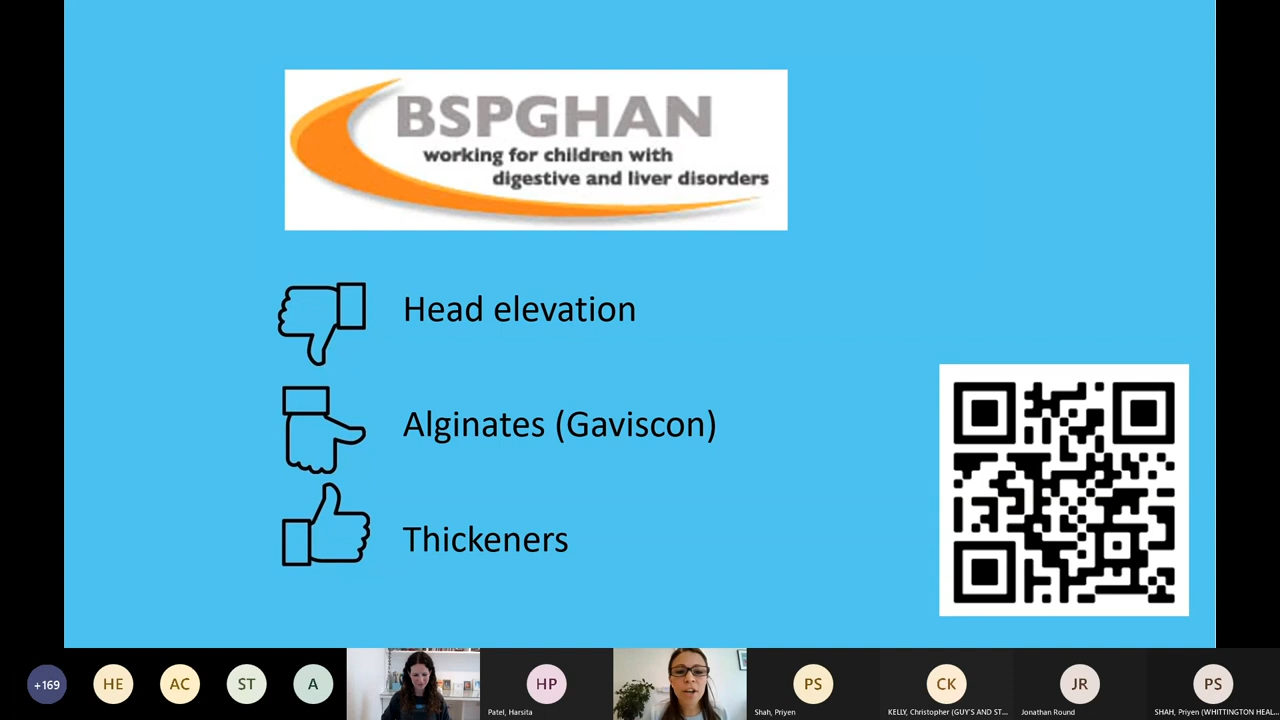 BSPGHAN
working for children with
digestive and liver disorders
Head elevation
Alginates (Gaviscon)
Thickeners
+169
HE
AC
ST
A
HP
PS
CK
JR
PS
Patel, Harsita
Shah, Priyen
KELLY, Christopher (GUY'S AND ST...
Jonathan Round
SHAH, Priyen (WHITTINGTON HEAL...